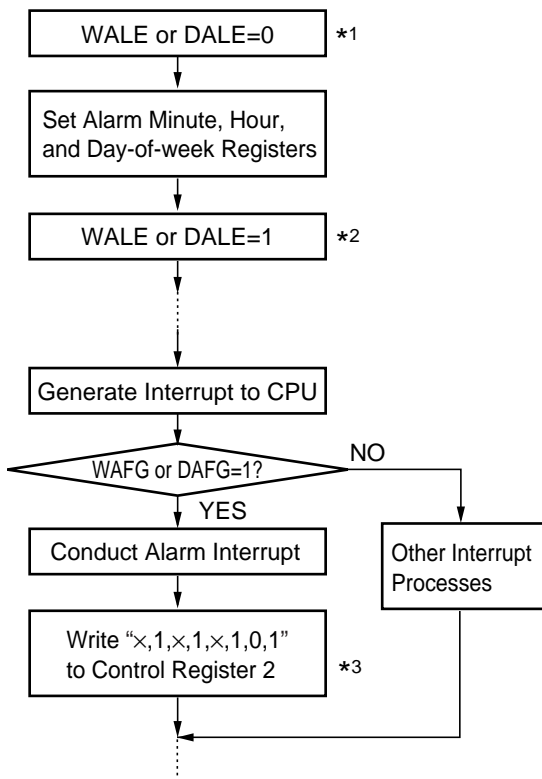 WALE or DALE=0
*1
Set Alarm Minute, Hour,
and Day-of-week Registers
WALE or DALE=1
*2
Generate Interrupt to CPU
WAFG or DAFG=1?
NO
YES
Conduct Alarm Interrupt
Other Interrupt
Processes
Write “×,1,×,1,×,1,0,1”
to Control Register 2
*3